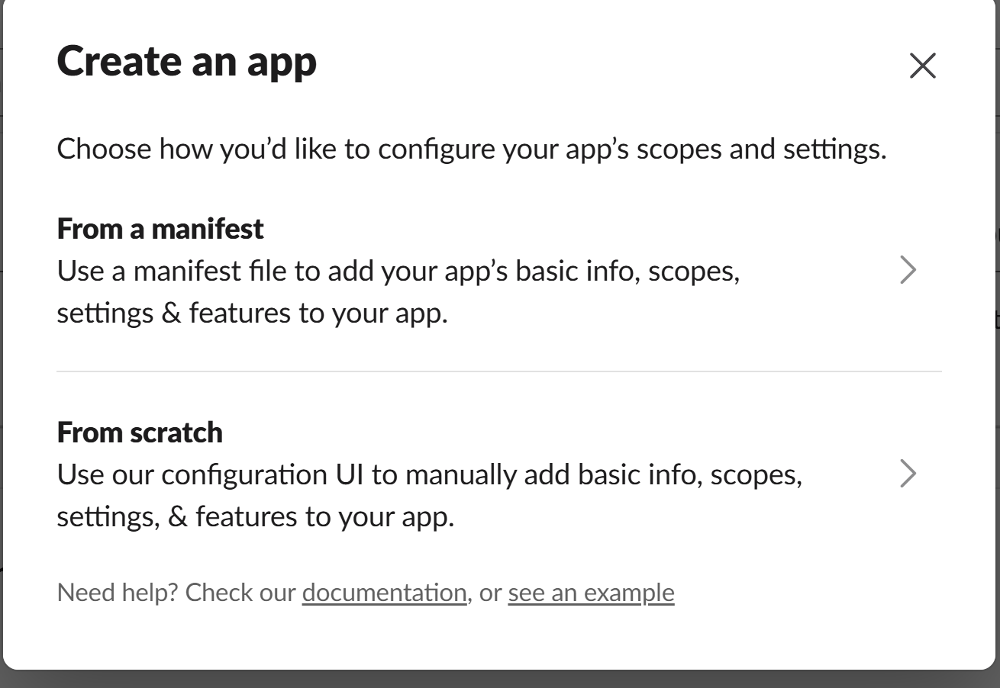 Create an app
Choose how you’d like to configure your app’s scopes and settings.
From a manifest
Use a manifest file to add your app’s basic info, scopes,
settings & features to your app.
From scratch
Use our configuration UI to manually add basic info, scopes,
settings, & features to your app.
Need help? Check our documentation, or see an example